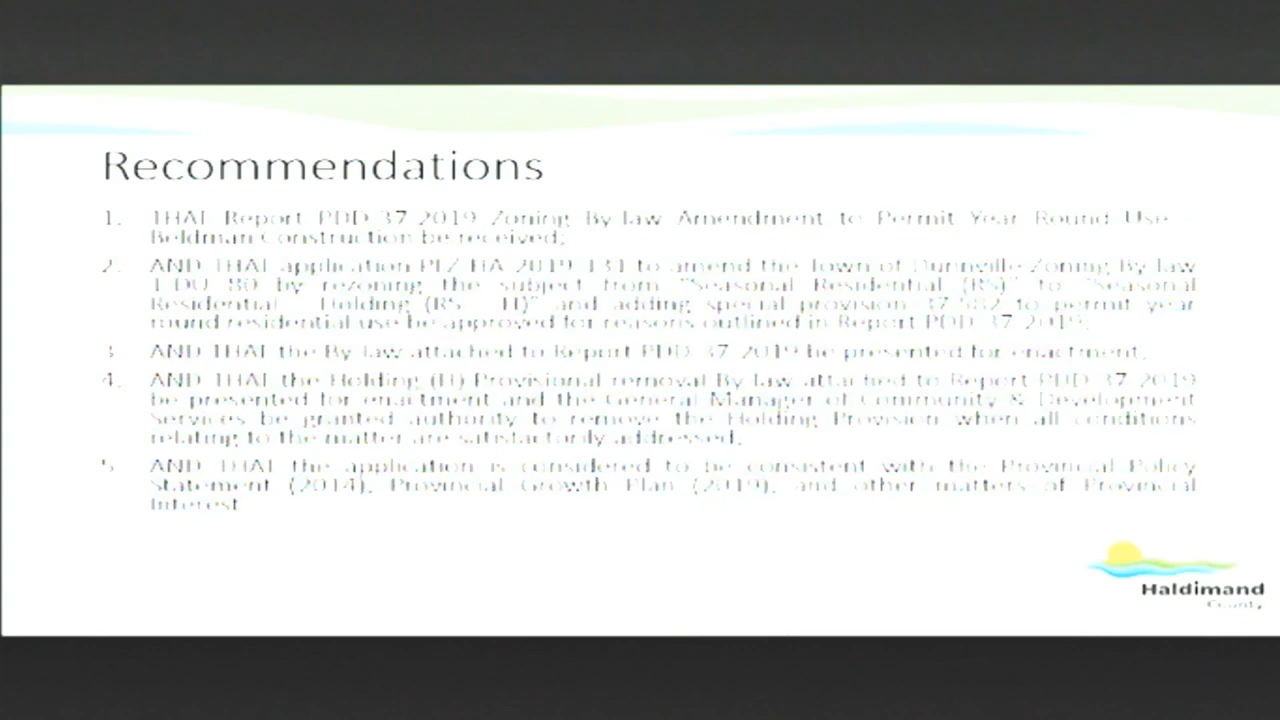 Recommendations
1. THAT Report PDD 37 2019 Zoning By-law Amendment to Permit Year Round Use
Beldman Construction be received;
2. AND THAT application PLZ HA 2019 131 to amend the Town of Dunnville Zoning By law
1 DU 80 by rezoning the subject from "Seasonal Residential (RS)" to "Seasonal
Residential Holding (RS H)" and adding special provision 37.582 to permit year
round residential use be approved for reasons outlined in Report PDD 37 2019;
3 AND THAT the By law attached to Report PDD 37 2019 be presented for enactment.
4. AND THAT the Holding (H) Provisional removal By law attached to Report PDD 37 2019
be presented for enactment and the General Manager of Community & Development
Services be granted authority to remove the Holding Provision when all conditions
relating to the matter are satisfactorily addressed.
5 AND THAT the application is considered to be consistent with the Provincial Policy
Statement (2014), Provincial Growth Plan (2019), and other matters of Provincial
Interest
Haldimand
County